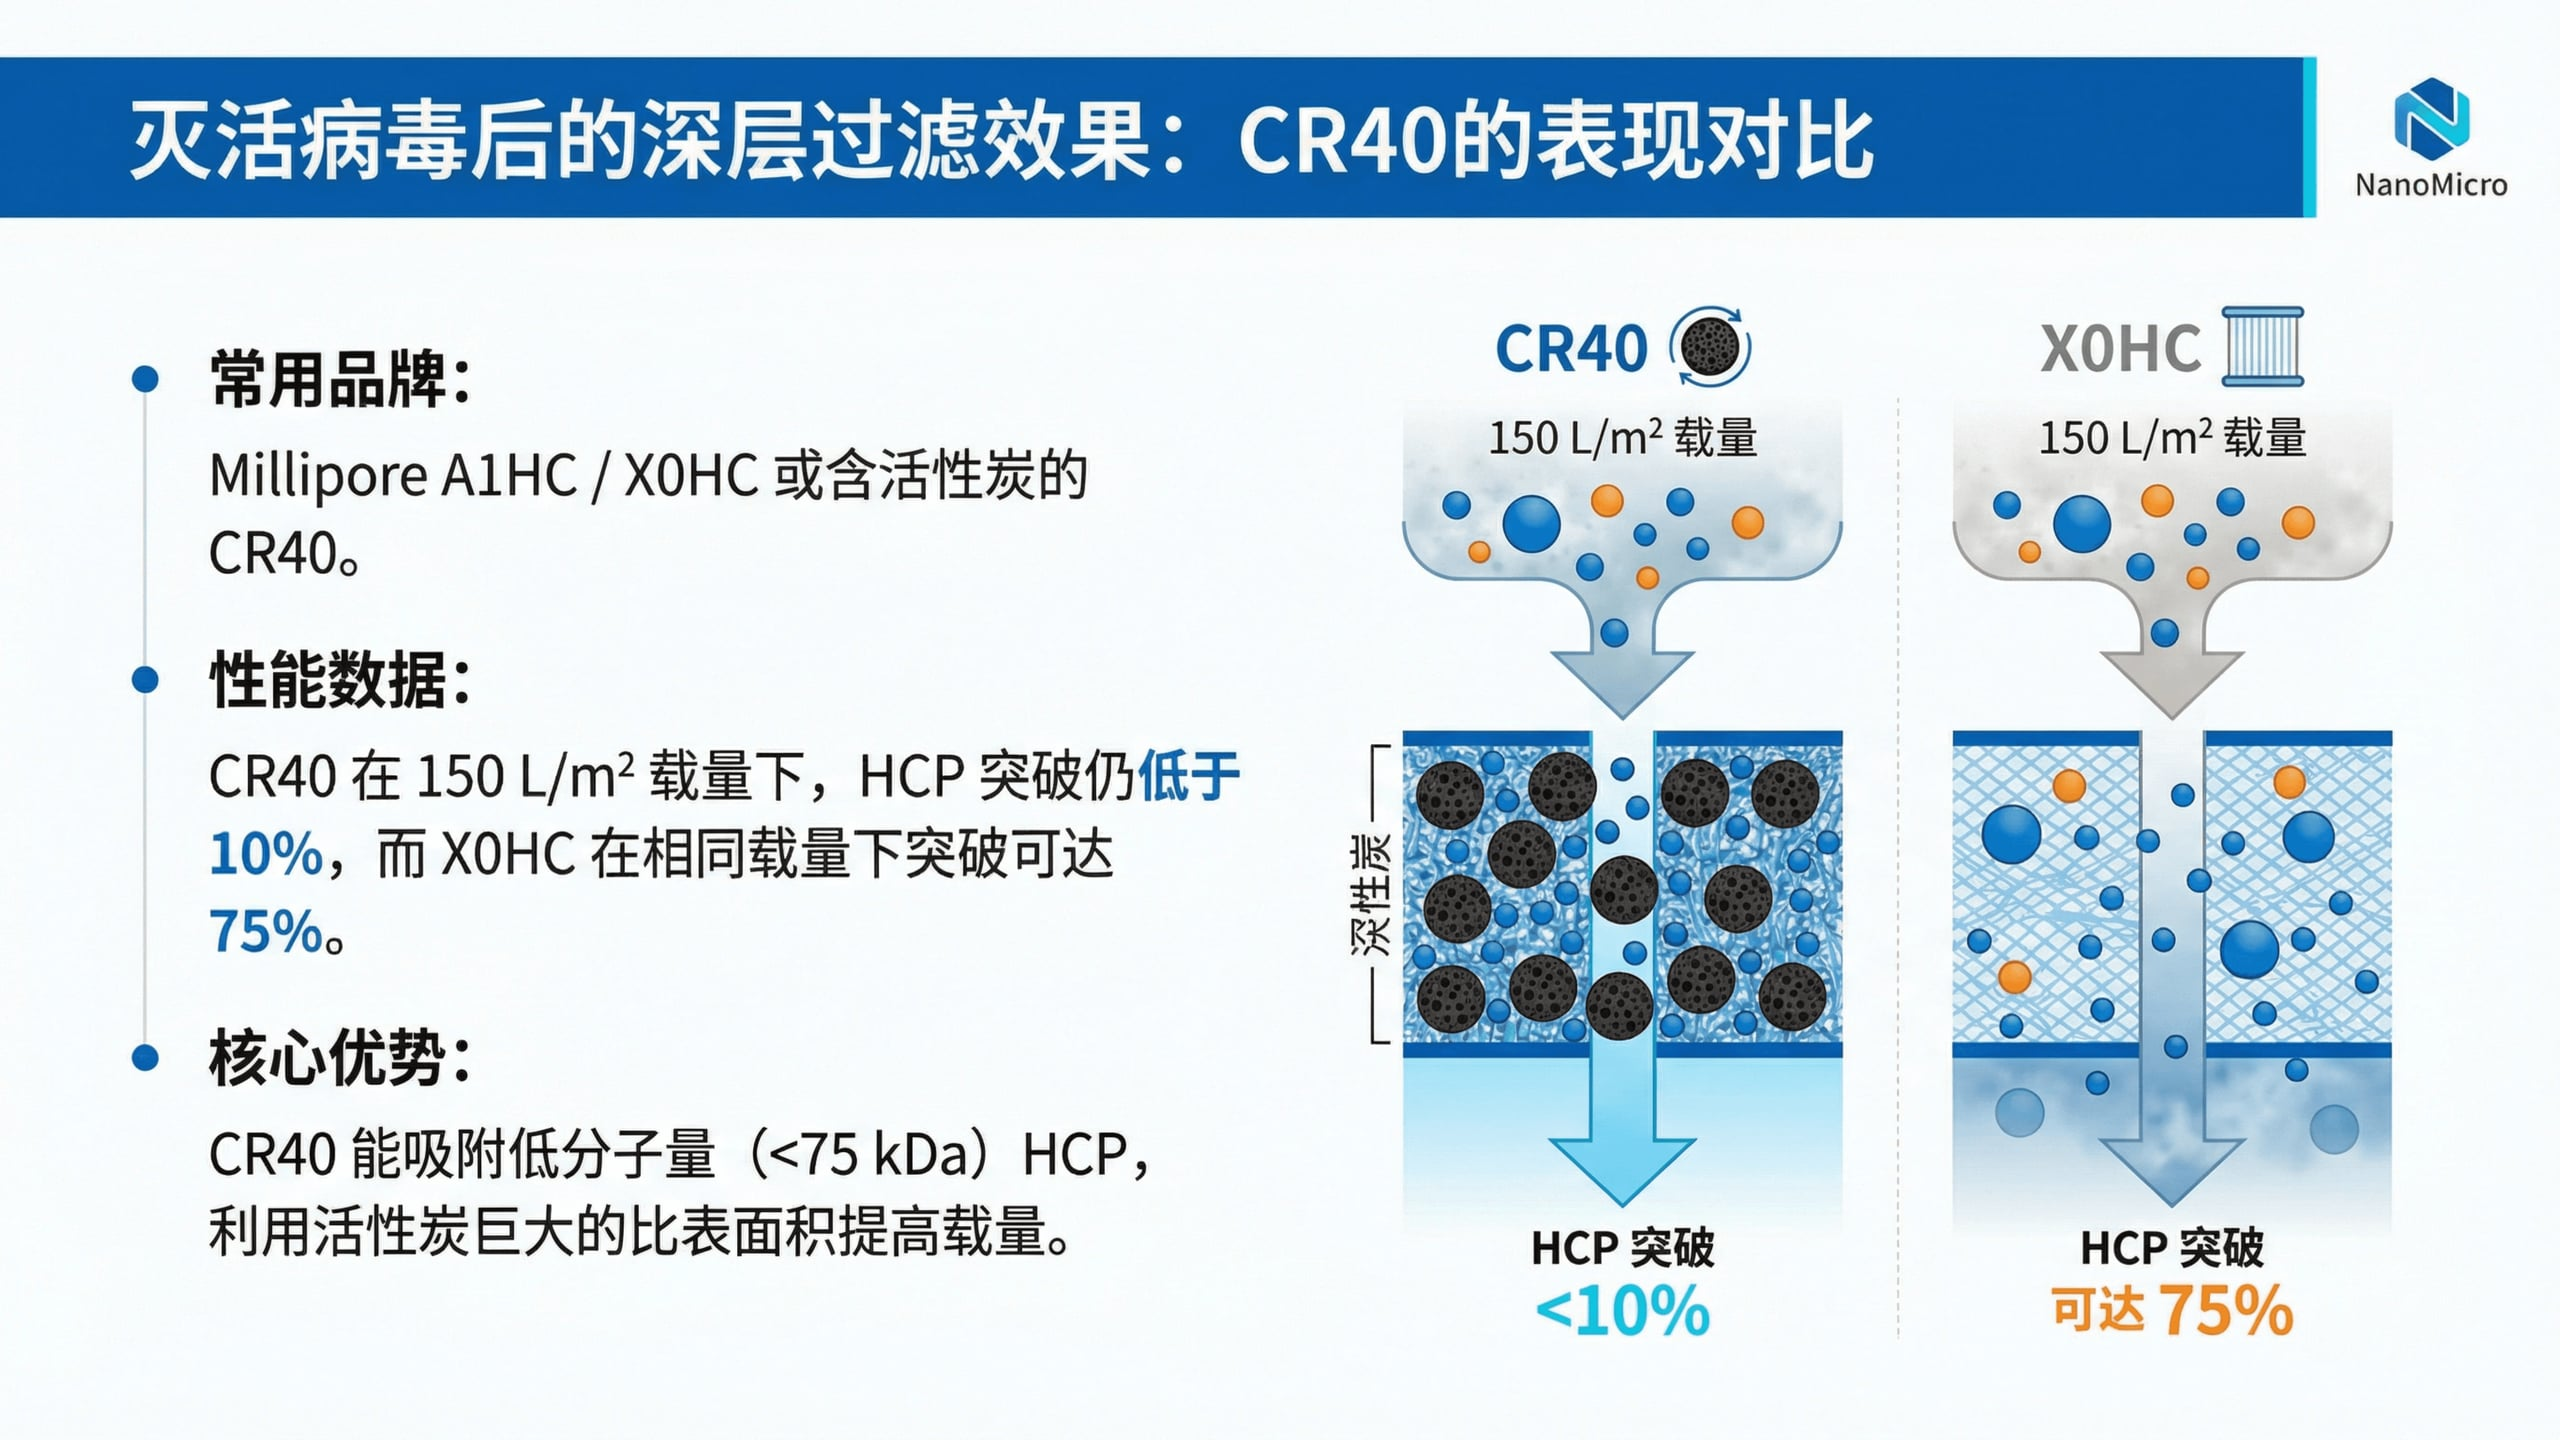 灭活病毒后的深层过滤效果：CR40的表现对比
NanoMicro
常用品牌：
Millipore A1HC / X0HC 或含活性炭的
CR40。
性能数据：
CR40 在 150 L/m² 载量下，HCP 突破仍低于
10%，而 X0HC 在相同载量下突破可达
75%。
核心优势：
CR40 能吸附低分子量（<75 kDa）HCP，
利用活性炭巨大的比表面积提高载量。
CR40
150 L/m² 载量
性炭
HCP 突破
<10%
X0HC
150 L/m² 载量
HCP 突破
可达 75%